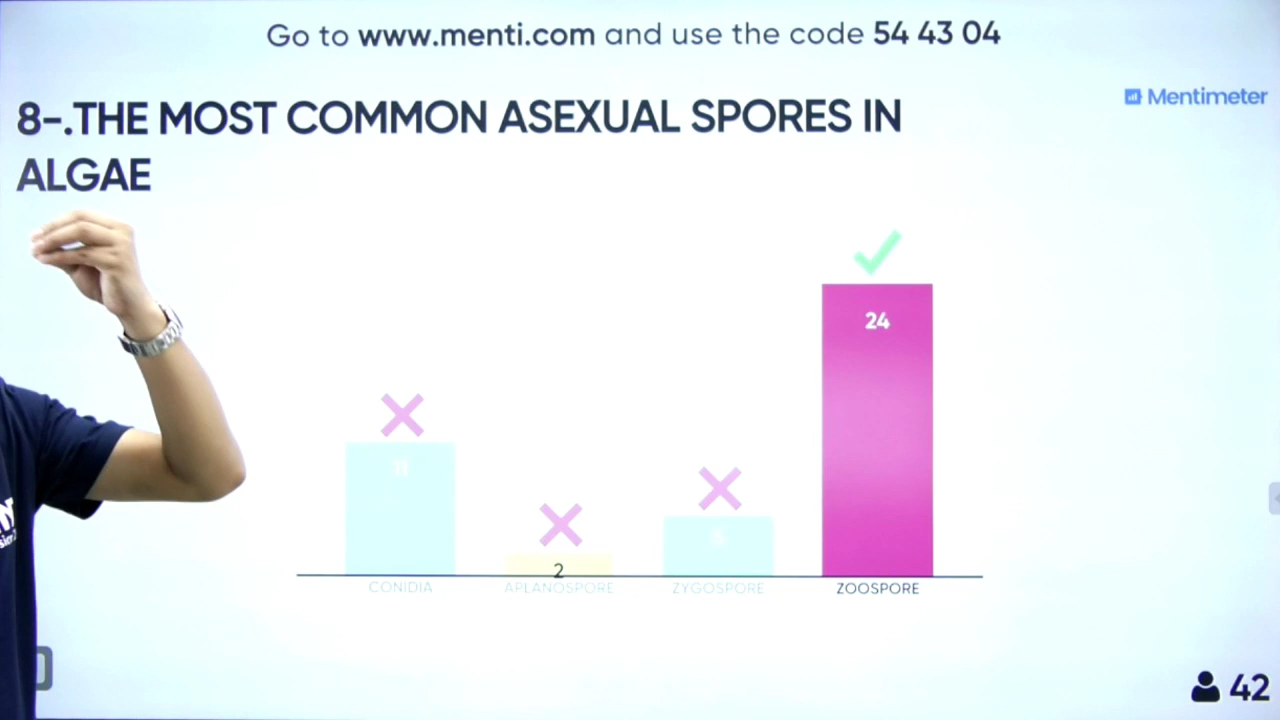 Go to www.menti.com and use the code 54 43 04
Mentimeter
8-.THE MOST COMMON ASEXUAL SPORES IN
ALGAE
24
11
5
2
CONIDIA
APLANOSPORE
ZYGOSPORE
ZOOSPORE
42